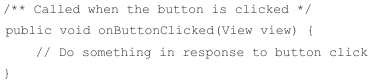 /** Called when the button is clicked */
public void onButtonClicked(View view) {
    // Do something in response to button click
}